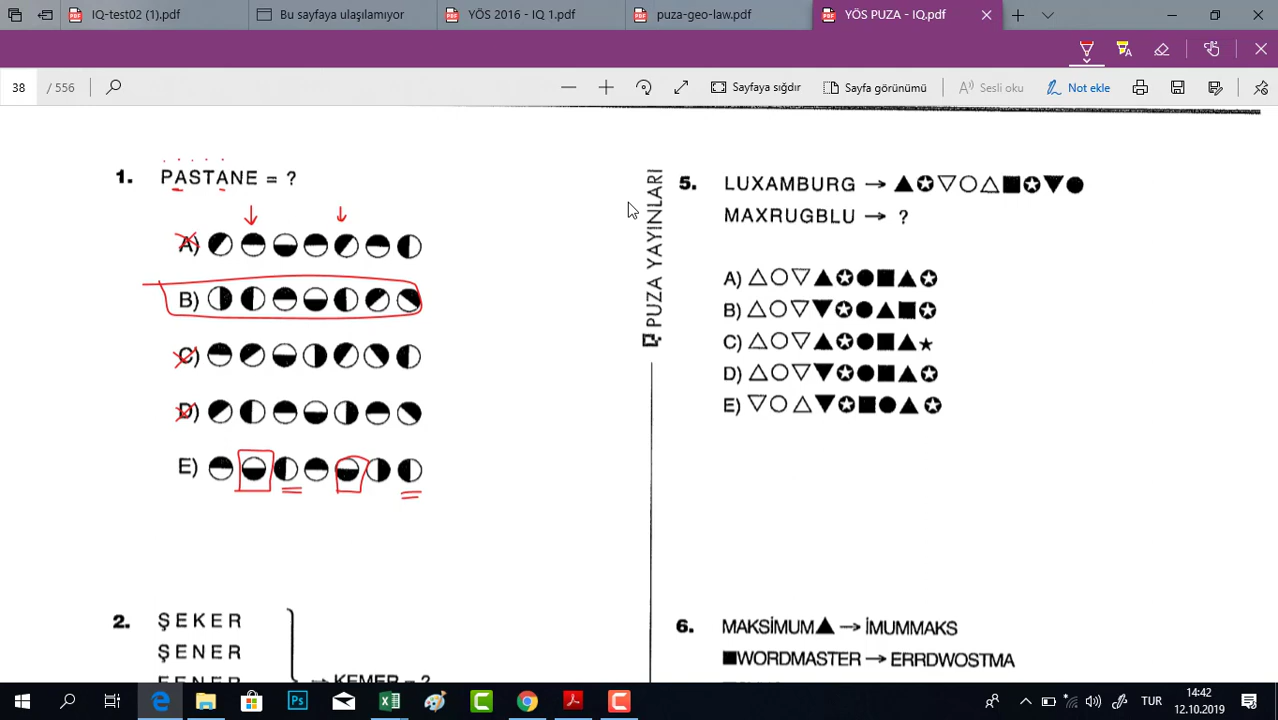 IQ-test02 (1).pdf
Bu sayfaya ulaşılamıyor
YÖS 2016 - IQ 1.pdf
puza-geo-law.pdf
YÖS PUZA - IQ.pdf
38 / 556
Sayfaya sığdır
Sayfa görünümü
Sesli oku
Not ekle
1. PASTANE = ?
A)
B)
C)
D)
E)
2. ŞEKER
ŞENER
KEMER = ?
PUZA YAYINLARI
5. LUXAMBURG → ▲✪▽○△■✪▼●
MAXRUGBLU → ?
A) △○▽▲✪●■▲✪
B) △○▽▼✪●▲■✪
C) △○▽▲✪●■▲★
D) △○▽▼✪●■▲✪
E) ▽○△▼✪■●▲✪
6. MAKSİMUM▲ → İMUMMAKS
■WORDMASTER → ERRDWOSTMA
TUR
14:42
12.10.2019